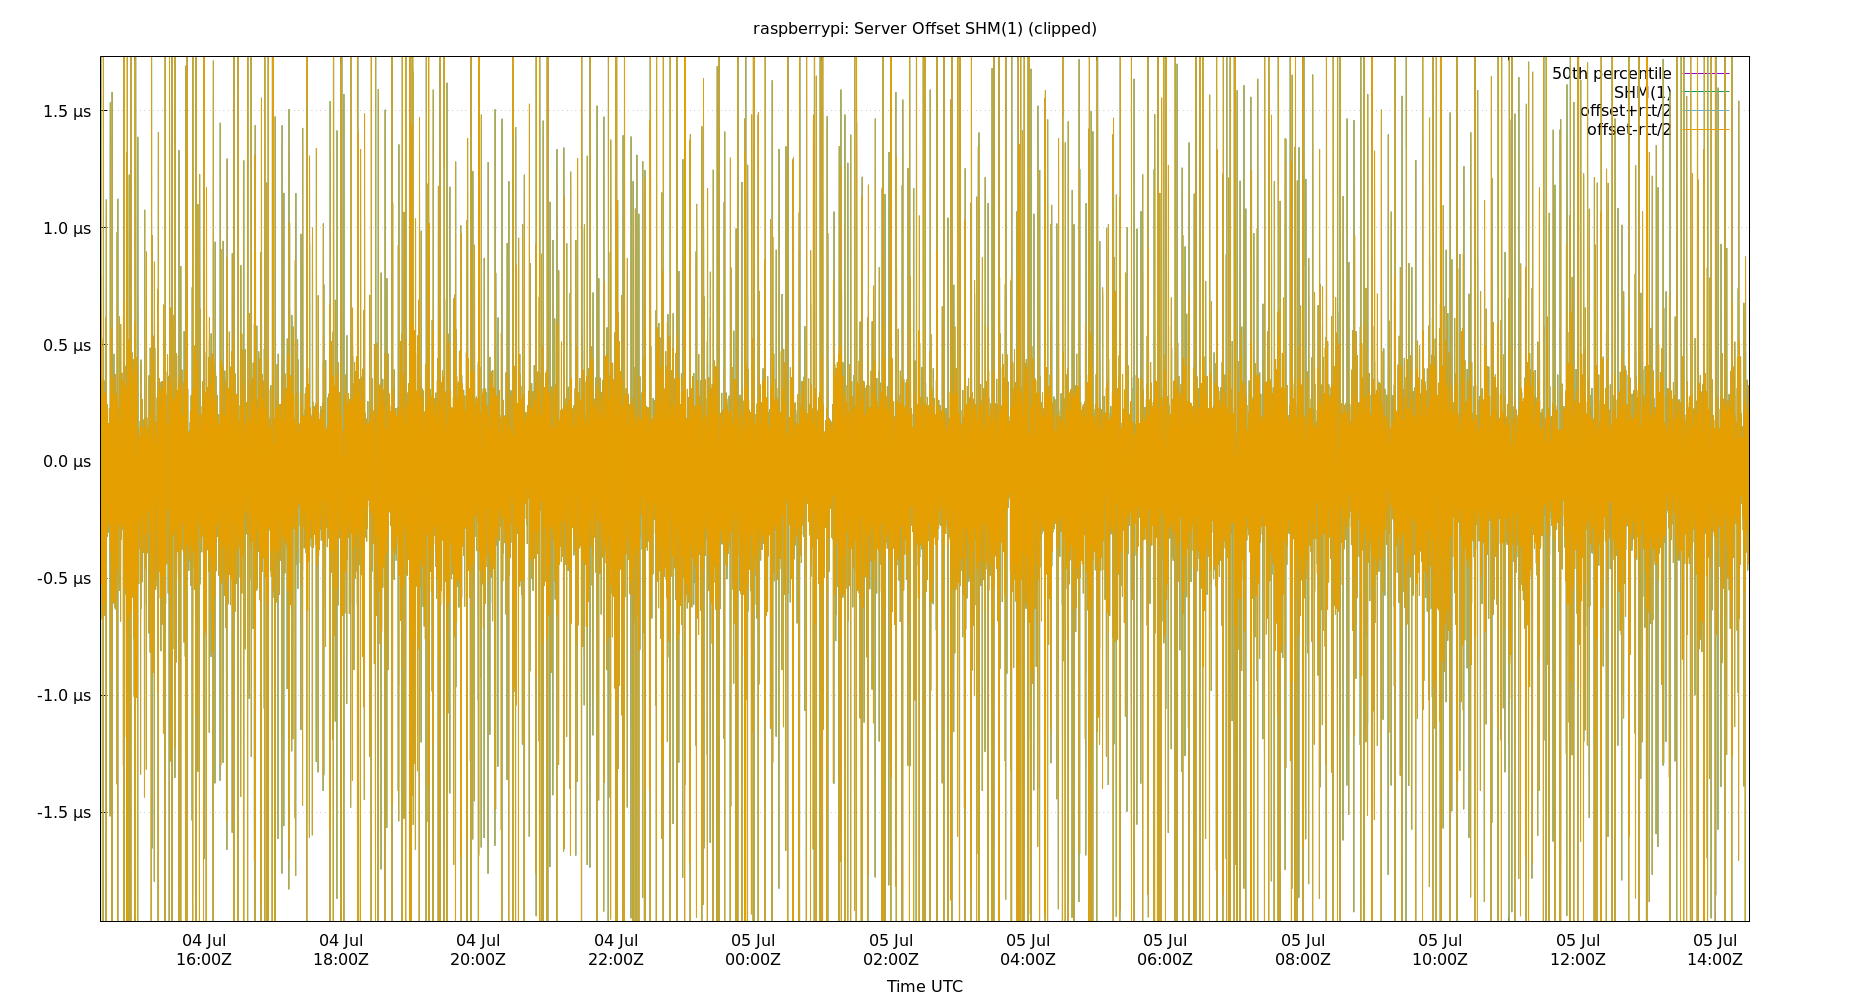 raspberrypi: Server Offset SHM(1) (clipped)
50th percentile
SHM(1)
offset+rtt/2
offset-rtt/2
1.5 µs
1.0 µs
0.5 µs
0.0 µs
-0.5 µs
-1.0 µs
-1.5 µs
04 Jul 04 Jul 04 Jul 04 Jul 05 Jul 05 Jul 05 Jul 05 Jul 05 Jul 05 Jul 05 Jul 05 Jul
16:00Z 18:00Z 20:00Z 22:00Z 00:00Z 02:00Z 04:00Z 06:00Z 08:00Z 10:00Z 12:00Z 14:00Z
Time UTC